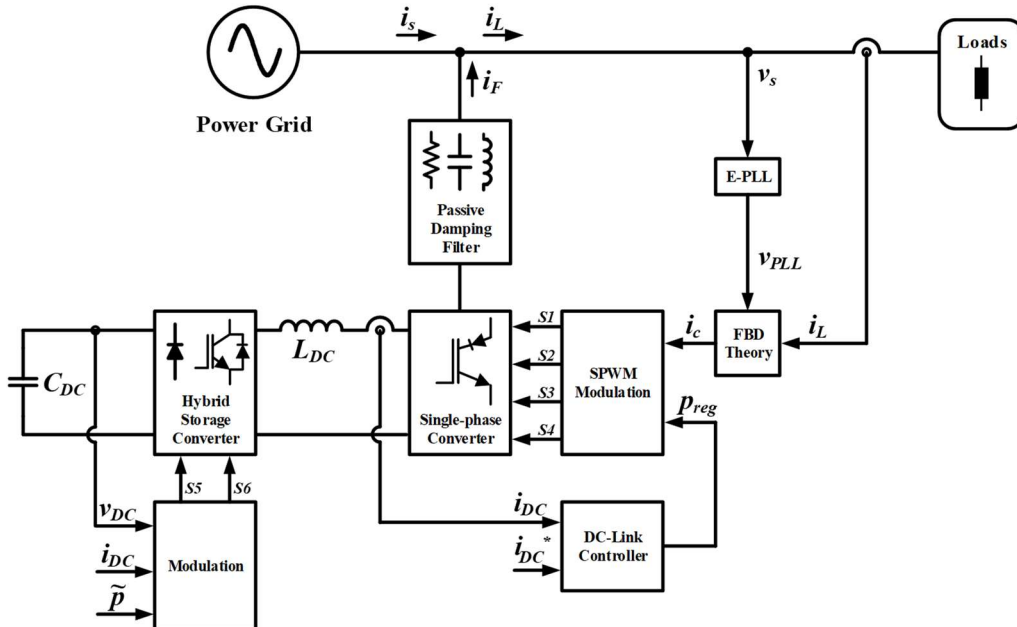 i_s
i_L
Loads
Power Grid
i_F
v_s
E-PLL
Passive
Damping
Filter
v_PLL
S1
S2
S3
S4
L_DC
C_DC
Hybrid
Storage
Converter
Single-phase
Converter
SPWM
Modulation
i_c
FBD
Theory
i_L
p_reg
S5
S6
v_DC
i_DC
p̃
Modulation
i_DC
i_DC*
DC-Link
Controller